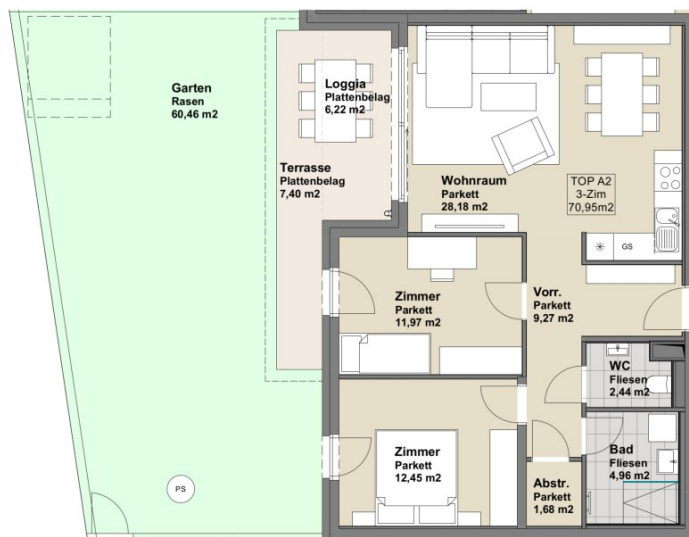 Garten
Rasen
60,46 m2
Loggia
Plattenbelag
6,22 m2
Terrasse
Plattenbelag
7,40 m2
Wohnraum
Parkett
28,18 m2
TOP A2
3-Zim
70,95m2
GS
Zimmer
Parkett
11,97 m2
Vorr.
Parkett
9,27 m2
WC
Fliesen
2,44 m2
Zimmer
Parkett
12,45 m2
Abstr.
Parkett
1,68 m2
Bad
Fliesen
4,96 m2
PS